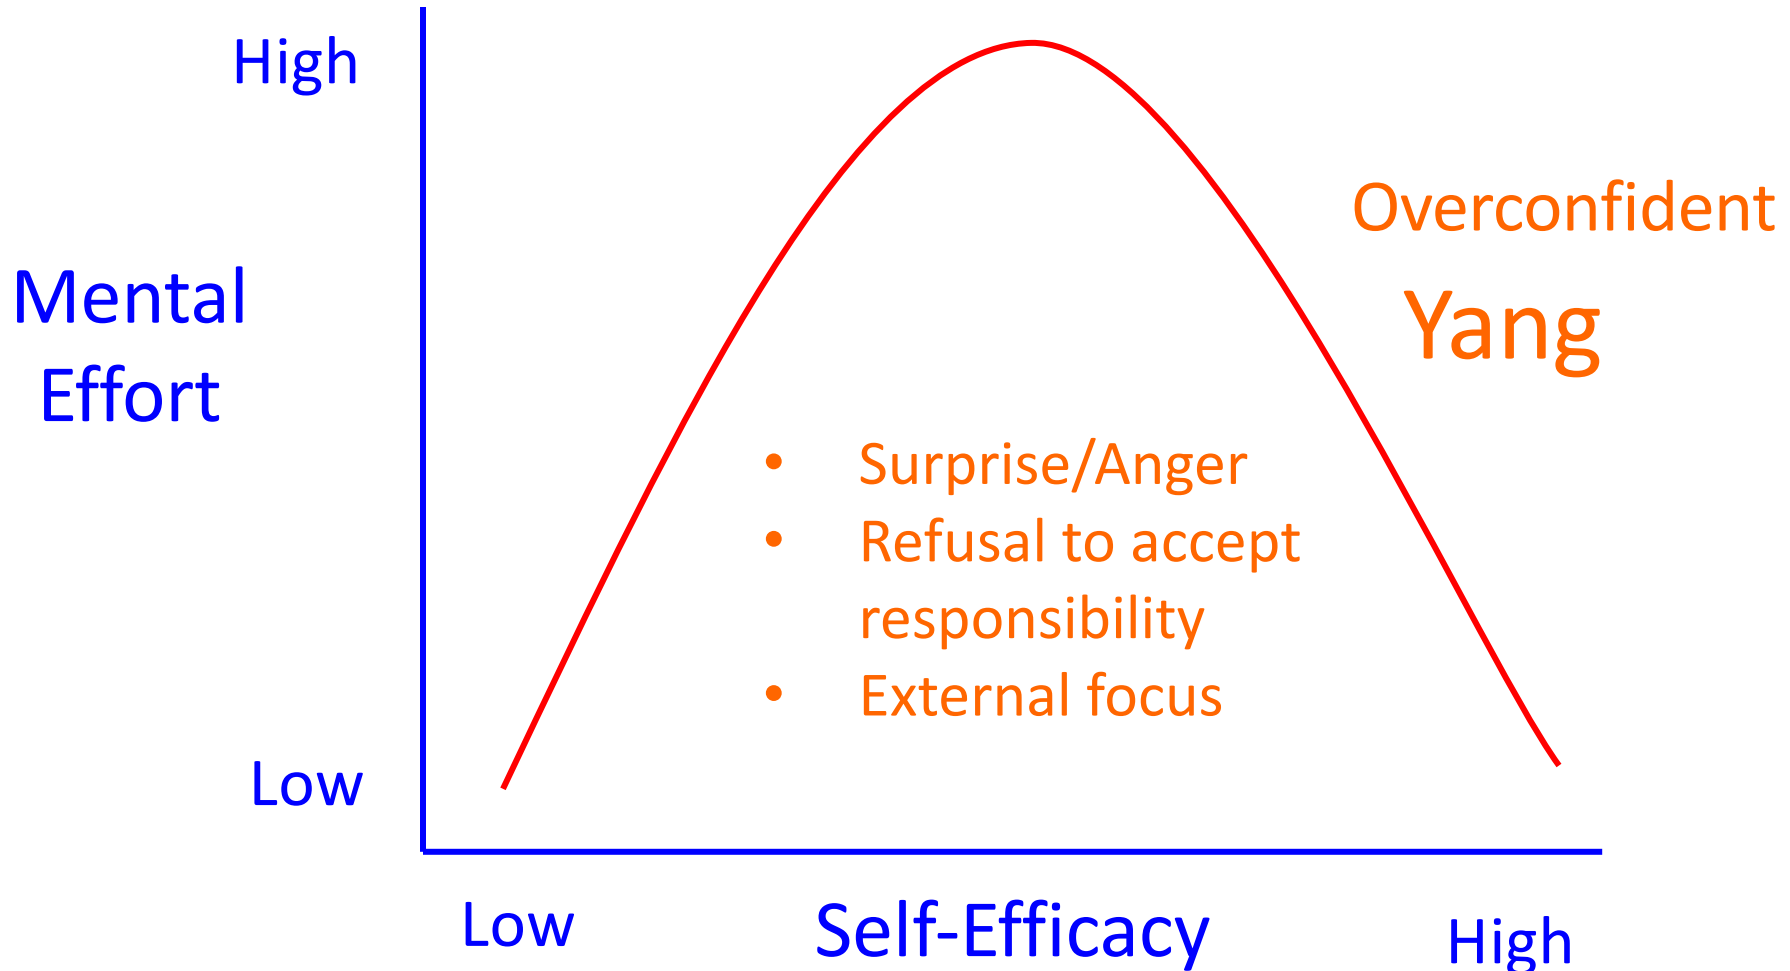 High
Overconfident
Mental
Effort
Yang
• Surprise/Anger
• Refusal to accept
responsibility
• External focus
Low
Low
Self-Efficacy
High